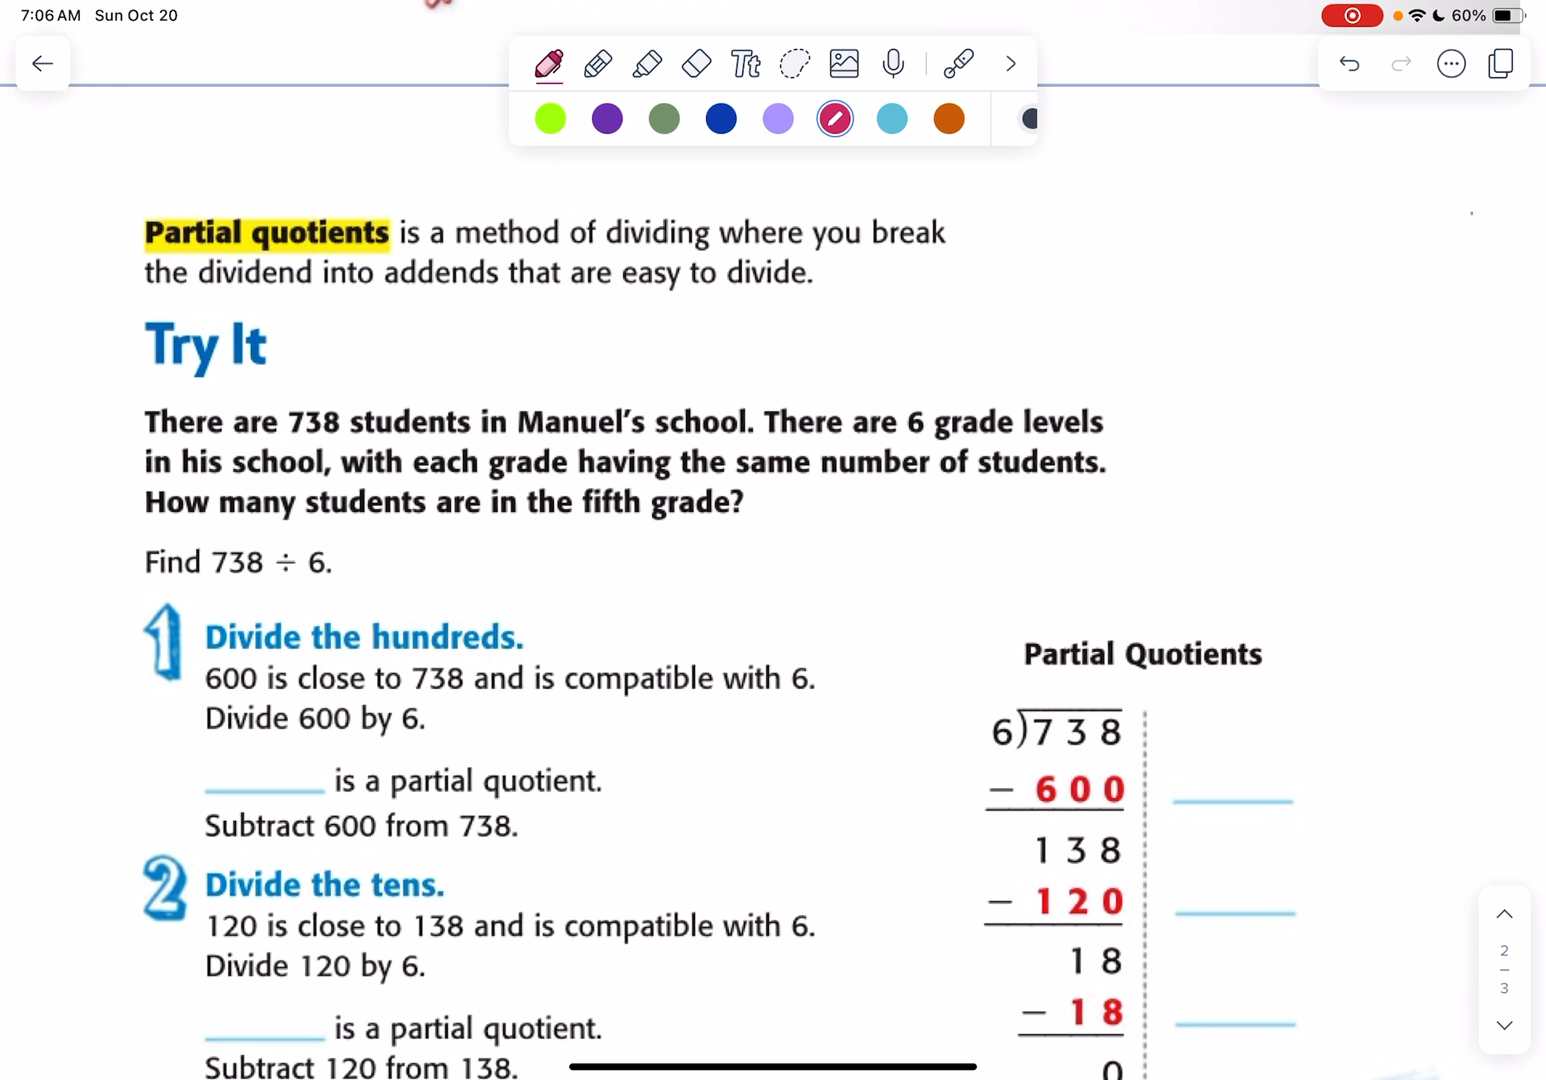 7:06 AM Sun Oct 20
60%
Tt
Partial quotients is a method of dividing where you break
the dividend into addends that are easy to divide.
Try It
There are 738 students in Manuel's school. There are 6 grade levels
in his school, with each grade having the same number of students.
How many students are in the fifth grade?
Find 738 ÷ 6.
1 Divide the hundreds.
600 is close to 738 and is compatible with 6.
Divide 600 by 6.
______ is a partial quotient.
Subtract 600 from 738.
2 Divide the tens.
120 is close to 138 and is compatible with 6.
Divide 120 by 6.
______ is a partial quotient.
Subtract 120 from 138.
Partial Quotients
6)738
− 600
138
− 120
18
− 18
0
2
3